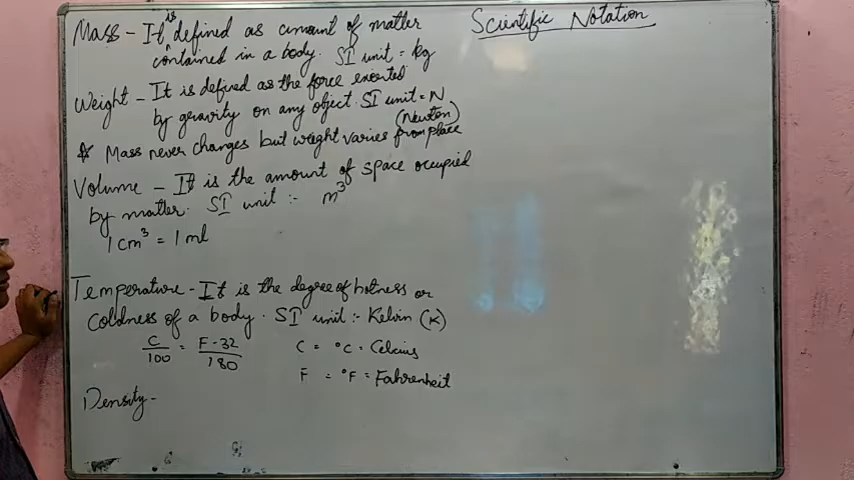 Mass - It is defined as amount of matter
contained in a body. SI unit = kg
Weight - It is defined as the force exerted
by gravity on any object. SI unit = N
(Newton)
* Mass never changes but weight varies from place
Volume - It is the amount of space occupied
by matter. SI unit :- m³
1 cm³ = 1 ml
Temperature - It is the degree of hotness or
coldness of a body. SI unit :- Kelvin (K)
C/100 = F-32/180 C = °C = Celcius
F = °F = Fahrenheit
Density -
Scientific Notation